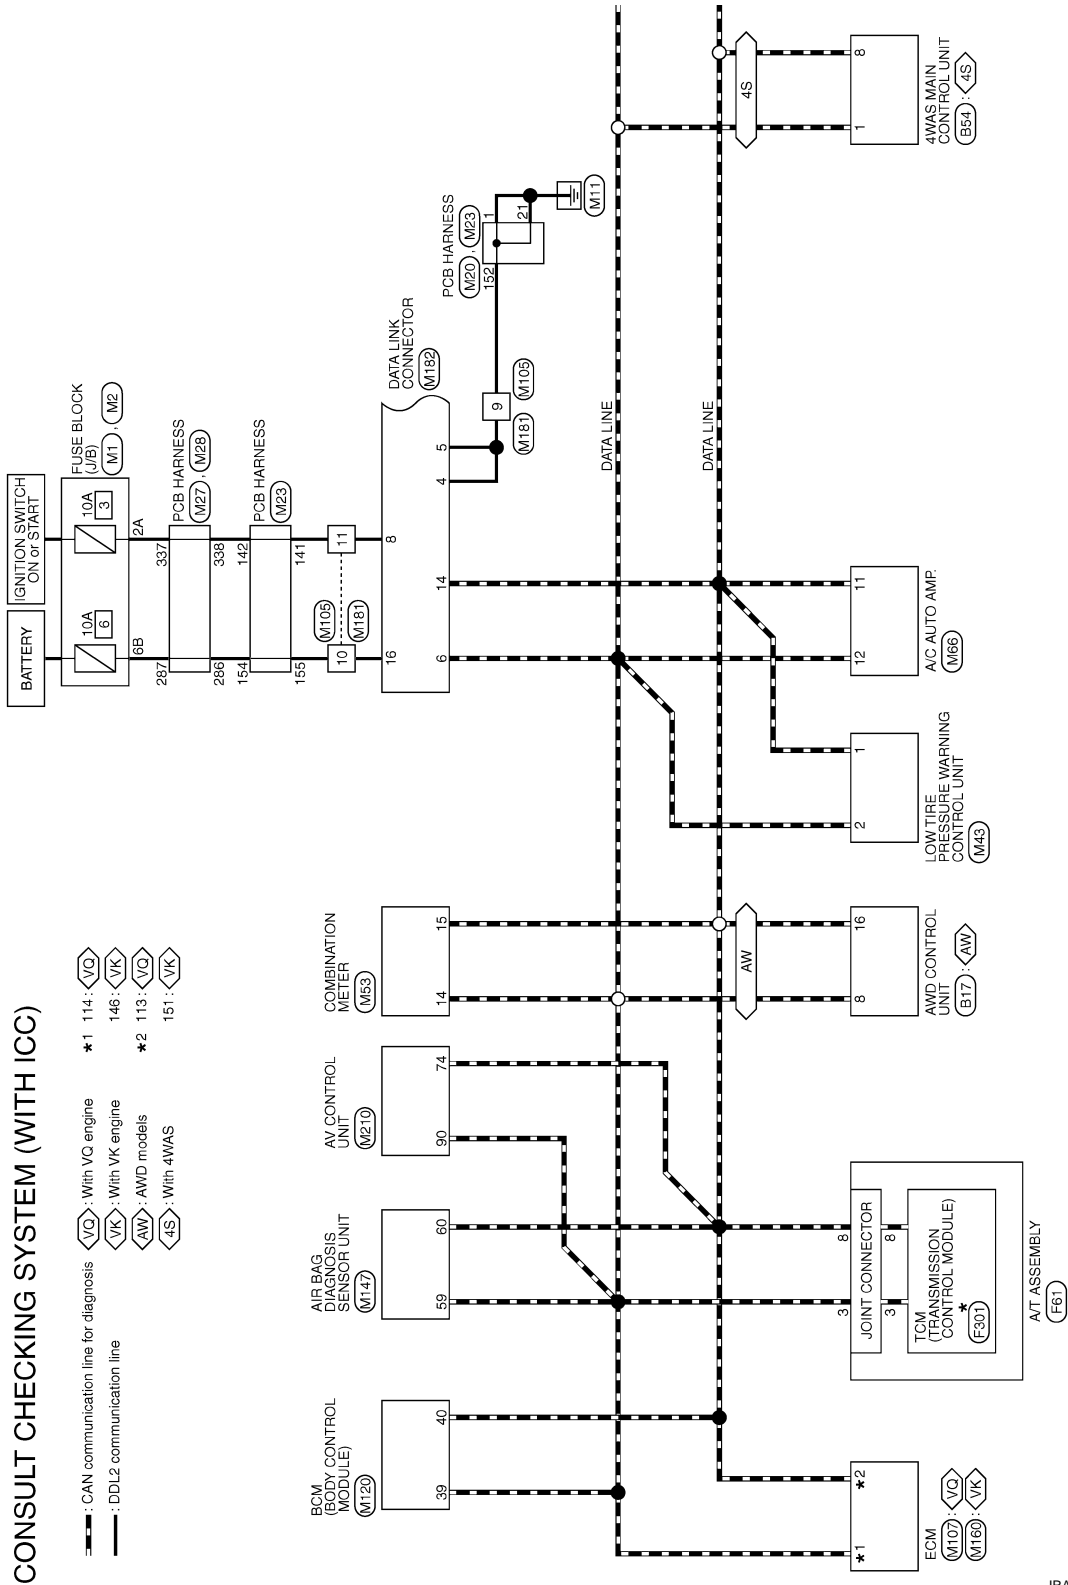 CONSULT CHECKING SYSTEM (WITH ICC)
: CAN communication line for diagnosis
: DDL2 communication line
VQ : With VQ engine
VK : With VK engine
AW : AWD models
4S : With 4WAS
*1 114 : VQ
146 : VK
*2 113 : VQ
151 : VK
BATTERY
IGNITION SWITCH
ON or START
10A
6
10A
3
FUSE BLOCK
(J/B)
M1 , M2
6B
2A
287
337
PCB HARNESS
M27 , M28
286
338
154
142
PCB HARNESS
M23
155
141
M105
10
11
M181
16
8
DATA LINK
CONNECTOR
M182
6
14
4
5
9
M105
M181
PCB HARNESS
M20 , M23
152
1
21
M11
BCM
(BODY CONTROL
MODULE)
M120
39
40
AIR BAG
DIAGNOSIS
SENSOR UNIT
M147
59
60
AV CONTROL
UNIT
M210
90
74
COMBINATION
METER
M53
14
15
DATA LINE
DATA LINE
AW
4S
*1
*2
ECM
M107 : VQ
M160 : VK
3
8
JOINT CONNECTOR
3
8
TCM
(TRANSMISSION
CONTROL MODULE)
*
F301
A/T ASSEMBLY
F61
8
16
AWD CONTROL
UNIT
B17 : AW
2
1
LOW TIRE
PRESSURE WARNING
CONTROL UNIT
M43
12
11
A/C AUTO AMP.
M66
1
8
4WAS MAIN
CONTROL UNIT
B54 : 4S